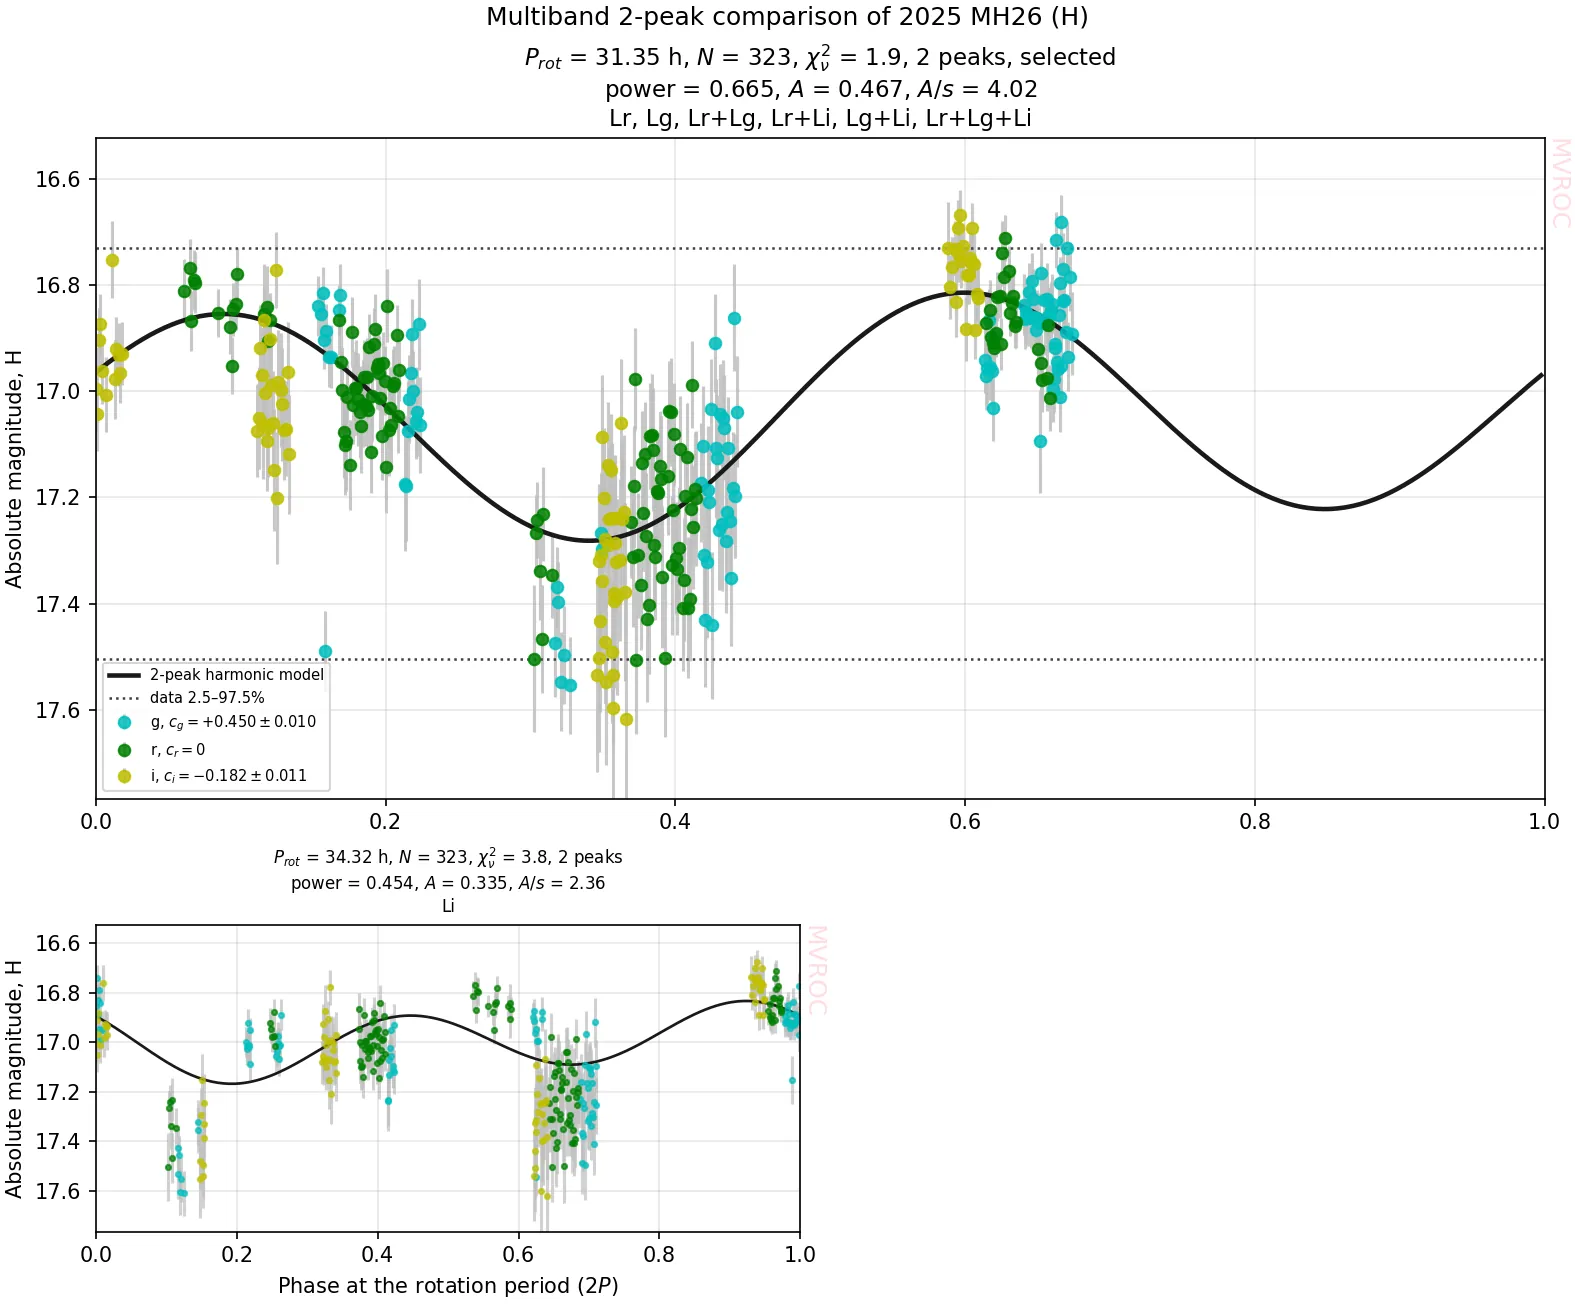 Multiband 2-peak comparison of 2025 MH26 (H)
P_rot = 31.35 h, N = 323, χ²_ν = 1.9, 2 peaks, selected
power = 0.665, A = 0.467, A/s = 4.02
Lr, Lg, Lr+Lg, Lr+Li, Lg+Li, Lr+Lg+Li
MVROC
Absolute magnitude, H
16.6
16.8
17.0
17.2
17.4
17.6
2-peak harmonic model
data 2.5–97.5%
g, c_g = +0.450 ± 0.010
r, c_r = 0
i, c_i = −0.182 ± 0.011
0.0 0.2 0.4 0.6 0.8 1.0
P_rot = 34.32 h, N = 323, χ²_ν = 3.8, 2 peaks
power = 0.454, A = 0.335, A/s = 2.36
Li
MVROC
Absolute magnitude, H
16.6
16.8
17.0
17.2
17.4
17.6
0.0 0.2 0.4 0.6 0.8 1.0
Phase at the rotation period (2P)